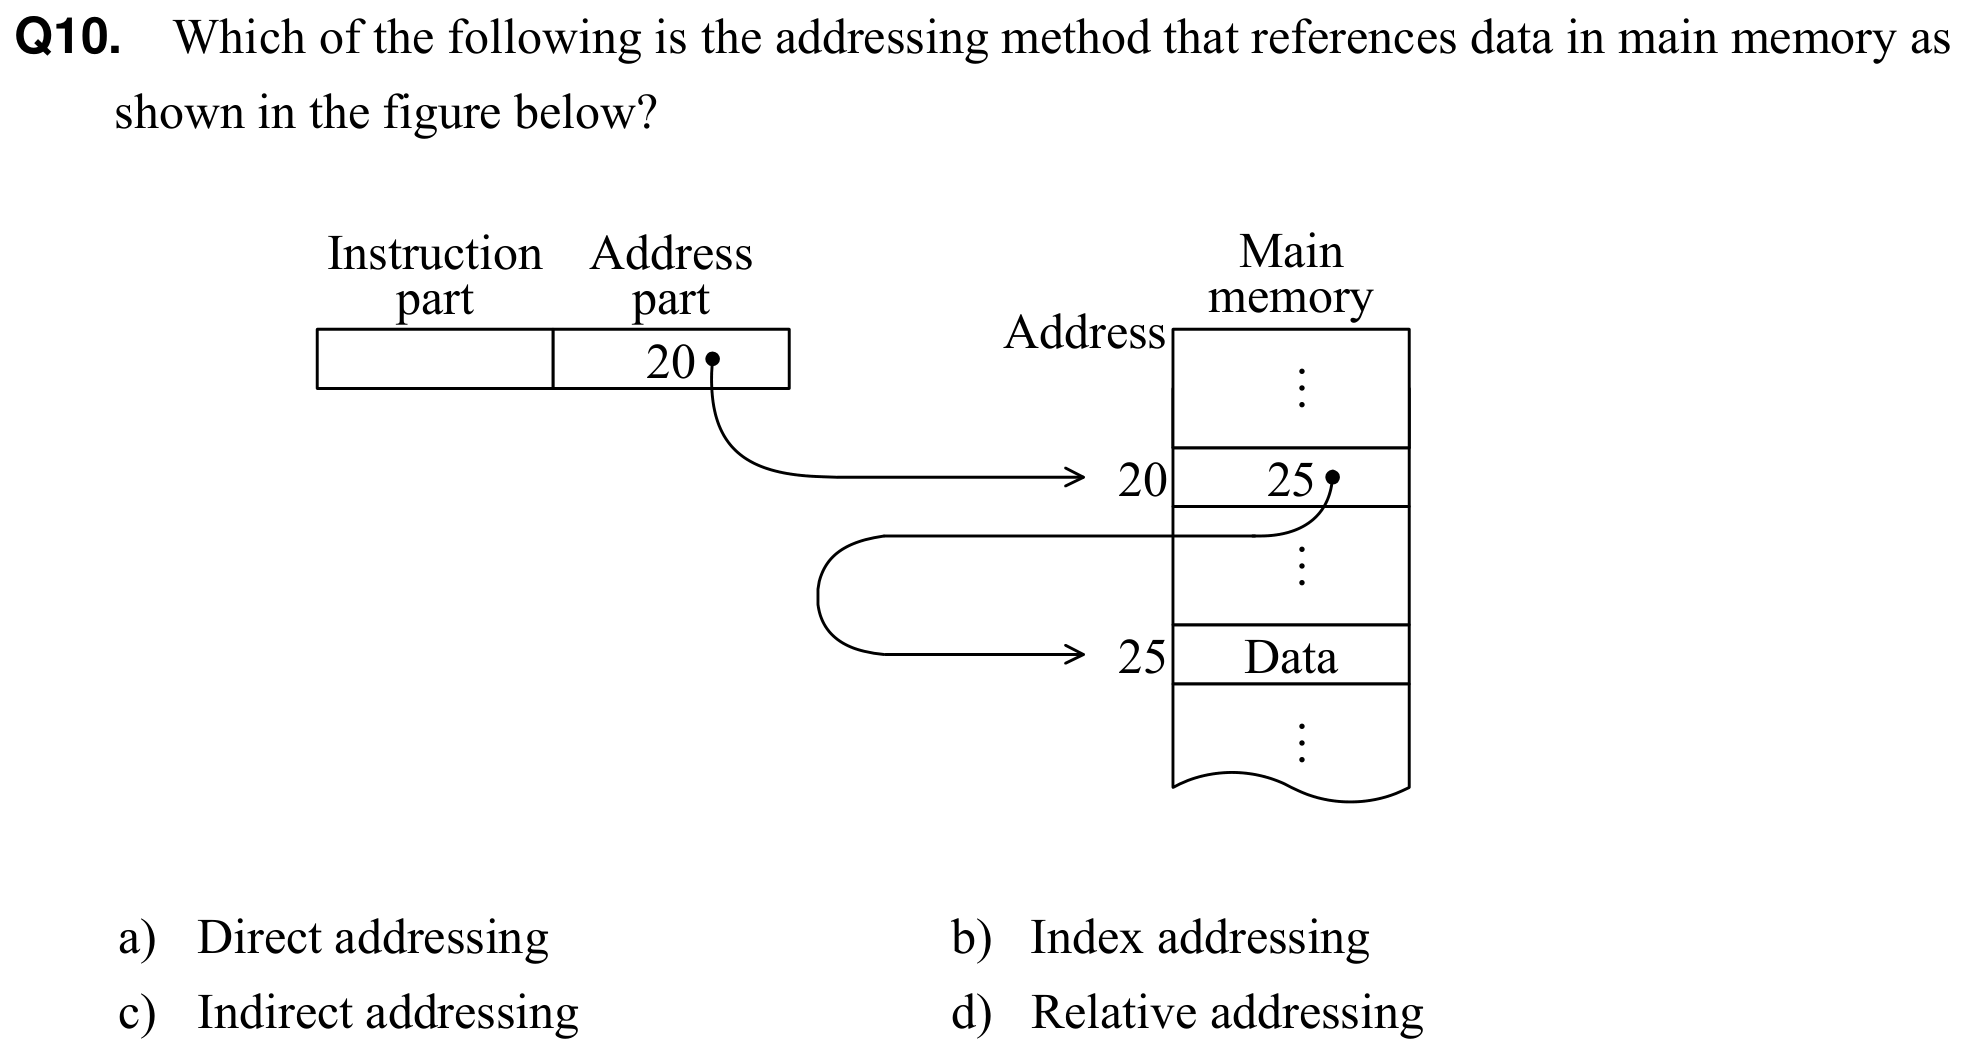 Q10. Which of the following is the addressing method that references data in main memory as
shown in the figure below?
Instruction part
Address part
20
Main memory
Address
⋮
20 25
⋮
25 Data
⋮
a) Direct addressing
b) Index addressing
c) Indirect addressing
d) Relative addressing